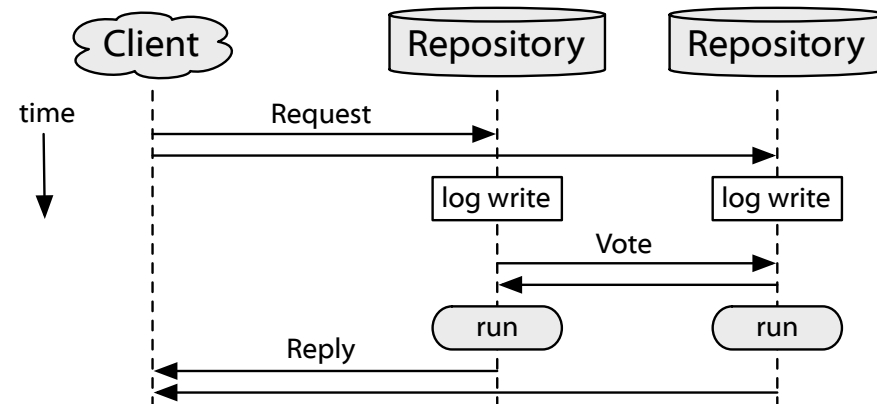 Client
Repository
Repository
time
Request
log write
log write
Vote
run
run
Reply